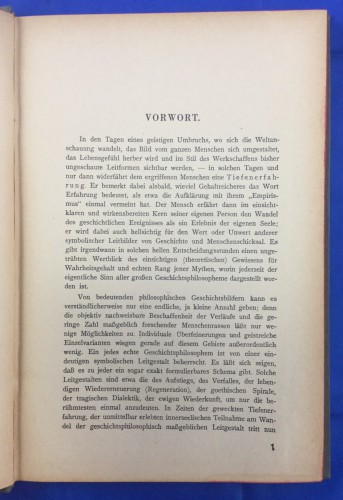 VORWORT.
In den Tagen eines geistigen Umbruchs, wo sich die Weltan-
schauung wandelt, das Bild vom ganzen Menschen sich umgestaltet,
das Lebensgefühl herber wird und im Stil des Werkschaffens bisher
ungeschaute Leitformen sichtbar werden, — in solchen Tagen und
nur dann widerfährt dem ergriffenen Menschen eine Tiefenerfah-
rung. Er bemerkt dabei alsbald, wieviel Gehaltreicheres das Wort
Erfahrung bedeutet, als etwa die Aufklärung mit ihrem „Empiris-
mus“ einmal vermeint hat. Der Mensch erfährt dann im einsicht-
klaren und wirkensbereiten Kern seiner eigenen Person den Wandel
des geschichtlichen Ereignisses als ein Erlebnis der eigenen Seele;
er wird dabei auch hellsichtig für den Wert oder Unwert anderer
symbolischer Leitbilder von Geschichte und Menschenschicksal. Es
gibt irgendwann in solchen hellen Entscheidungsstunden einen unge-
trübten Wertblick des einsichtigen (theoretischen) Gewissens für
Wahrheitsgehalt und echten Rang jener Mythen, worin jederzeit der
eigentliche Sinn aller großen Geschichtsphilosopheme dargestellt wor-
den ist.
Von bedeutenden philosophischen Geschichtsbildern kann es
verständlicherweise nur eine endliche, ja kleine Anzahl geben; denn
die objektiv nachweisbare Beschaffenheit der Verläufe und die ge-
ringe Zahl maßgeblich forschender Menschenrassen läßt nur we-
nige Möglichkeiten zu. Individuelle Überfeinerungen und geistreiche
Einzelvarianten wiegen gerade auf diesem Gebiete außerordentlich
wenig. Ein jedes echte Geschichtsphilosophem ist von einer ein-
deutigen symbolischen Leitgestalt beherrscht. Es läßt sich zeigen,
daß es zu jeder ein sogar exakt formulierbares Schema gibt. Solche
Leitgestalten sind etwa die des Aufstiegs, des Verfalles, der leben-
digen Wiedererneuerung (Regeneration), der goethischen Spirale,
der tragischen Dialektik, der ewigen Wiederkunft, um nur die be-
rühmtesten einmal anzudeuten. In Zeiten der geweckten Tiefener-
fahrung, der unmittelbar erlebten innerseelischen Teilnahme am Wan-
del der geschichtsphilosophisch maßgeblichen Leitgestalt tritt nun
1